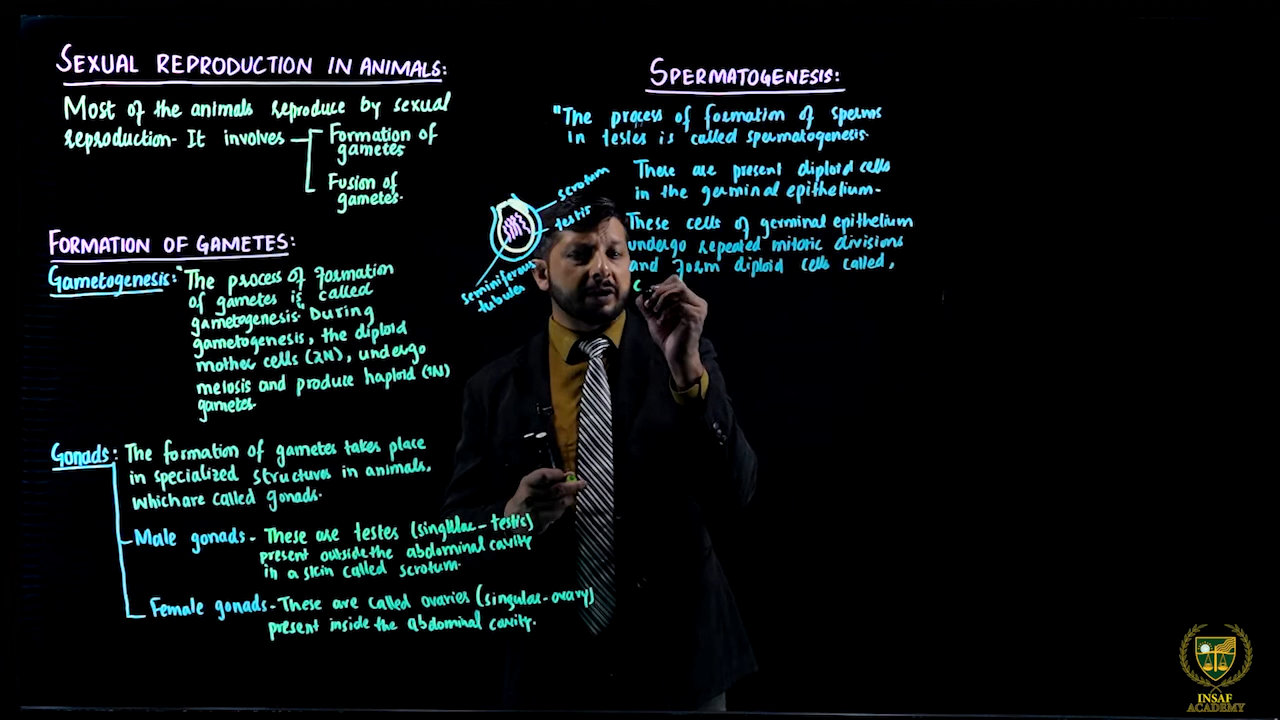 SEXUAL REPRODUCTION IN ANIMALS:
Most of the animals reproduce by sexual
reproduction. It involves
Formation of
gametes
Fusion of
gametes.
FORMATION OF GAMETES:
Gametogenesis: "The process of formation
of gametes is called
gametogenesis." During
gametogenesis, the diploid
mother cells (2N), undergo
meiosis and produce haploid (1N)
gametes.
Gonads: The formation of gametes takes place
in specialized structures in animals,
which are called gonads.
Male gonads - These are testes (singular - testis)
present outside the abdominal cavity
in a skin called scrotum.
Female gonads - These are called ovaries (singular - ovary)
present inside the abdominal cavity.
SPERMATOGENESIS:
"The process of formation of sperms
in testes is called spermatogenesis.
There are present diploid cells
in the germinal epithelium.
These cells of germinal epithelium
undergo repeated mitotic divisions
and form diploid cells called,
scrotum
testis
seminiferous
tubules
INSAF
ACADEMY